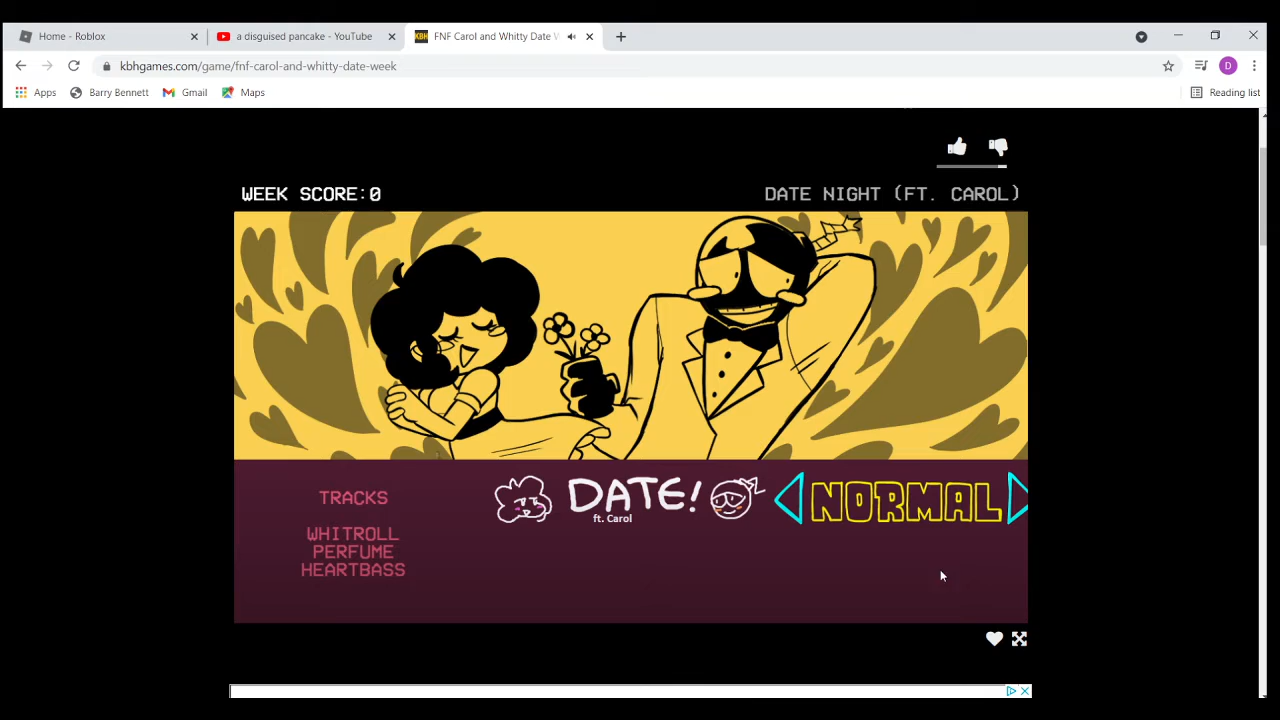 Home - Roblox
a disguised pancake - YouTube
KBH
FNF Carol and Whitty Date W
kbhgames.com/game/fnf-carol-and-whitty-date-week
D
Apps
Barry Bennett
Gmail
Maps
Reading list
WEEK SCORE:0
DATE NIGHT (FT. CAROL)
TRACKS
WHITROLL
PERFUME
HEARTBASS
DATE!
ft. Carol
NORMAL